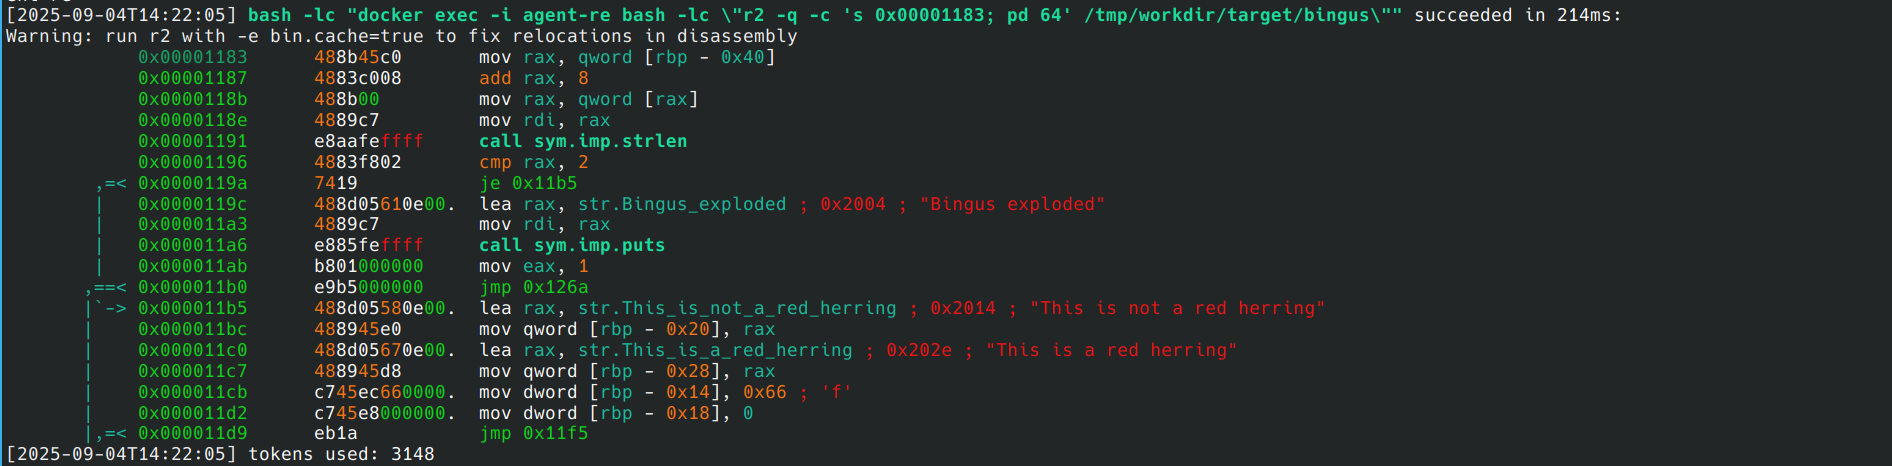 [2025-09-04T14:22:05] bash -lc "docker exec -i agent-re bash -lc \"r2 -q -c 's 0x00001183; pd 64' /tmp/workdir/target/bingus\"" succeeded in 214ms:
Warning: run r2 with -e bin.cache=true to fix relocations in disassembly
            0x00001183      488b45c0       mov rax, qword [rbp - 0x40]
            0x00001187      4883c008       add rax, 8
            0x0000118b      488b00         mov rax, qword [rax]
            0x0000118e      4889c7         mov rdi, rax
            0x00001191      e8aafeffff     call sym.imp.strlen
            0x00001196      4883f802       cmp rax, 2
        ,=< 0x0000119a      7419           je 0x11b5
        |   0x0000119c      488d05610e00.  lea rax, str.Bingus_exploded ; 0x2004 ; "Bingus exploded"
        |   0x000011a3      4889c7         mov rdi, rax
        |   0x000011a6      e885feffff     call sym.imp.puts
        |   0x000011ab      b801000000     mov eax, 1
       ,==< 0x000011b0      e9b5000000     jmp 0x126a
       |`-> 0x000011b5      488d05580e00.  lea rax, str.This_is_not_a_red_herring ; 0x2014 ; "This is not a red herring"
       |    0x000011bc      488945e0       mov qword [rbp - 0x20], rax
       |    0x000011c0      488d05670e00.  lea rax, str.This_is_a_red_herring ; 0x202e ; "This is a red herring"
       |    0x000011c7      488945d8       mov qword [rbp - 0x28], rax
       |    0x000011cb      c745ec660000.  mov dword [rbp - 0x14], 0x66 ; 'f'
       |    0x000011d2      c745e8000000.  mov dword [rbp - 0x18], 0
       |,=< 0x000011d9      eb1a           jmp 0x11f5
[2025-09-04T14:22:05] tokens used: 3148